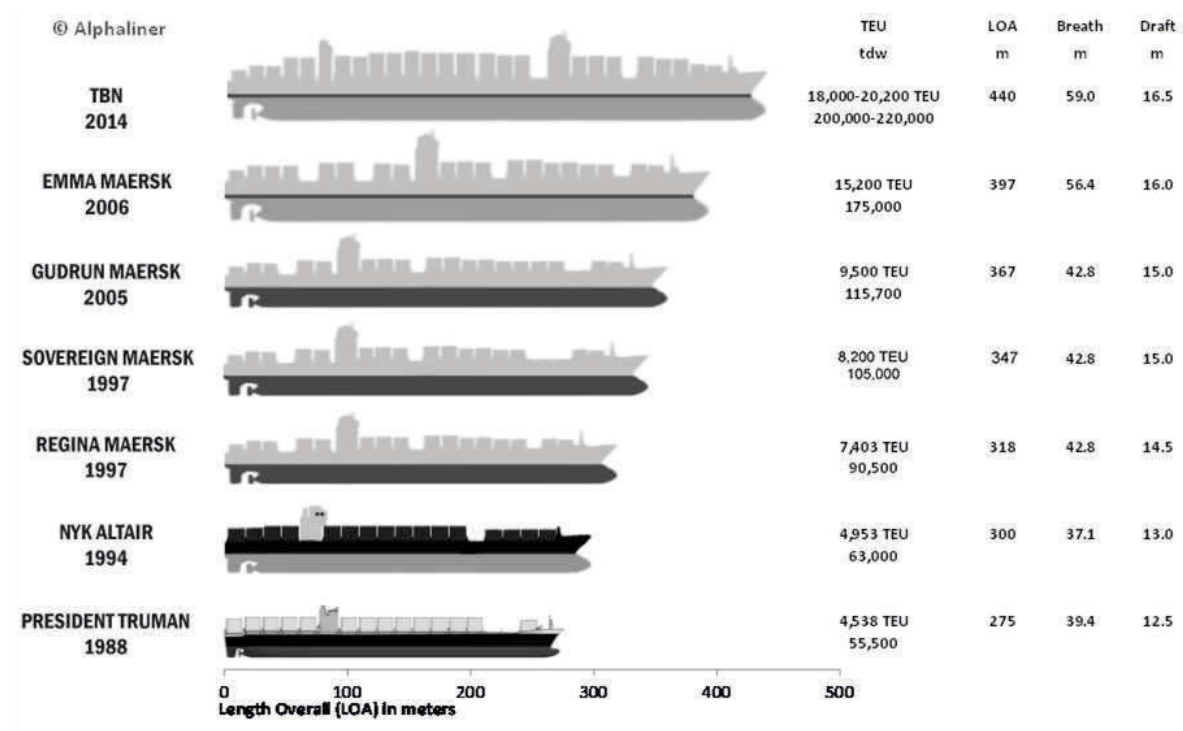 © Alphaliner
TEU LOA Breath Draft
tdw m m m
TBN
2014
18,000-20,200 TEU 440 59.0 16.5
200,000-220,000
EMMA MAERSK
2006
15,200 TEU 397 56.4 16.0
175,000
GUDRUN MAERSK
2005
9,500 TEU 367 42.8 15.0
115,700
SOVEREIGN MAERSK
1997
8,200 TEU 347 42.8 15.0
105,000
REGINA MAERSK
1997
7,403 TEU 318 42.8 14.5
90,500
NYK ALTAIR
1994
4,953 TEU 300 37.1 13.0
63,000
PRESIDENT TRUMAN
1988
4,538 TEU 275 39.4 12.5
55,500
0 100 200 300 400 500
Length Overall (LOA) in meters